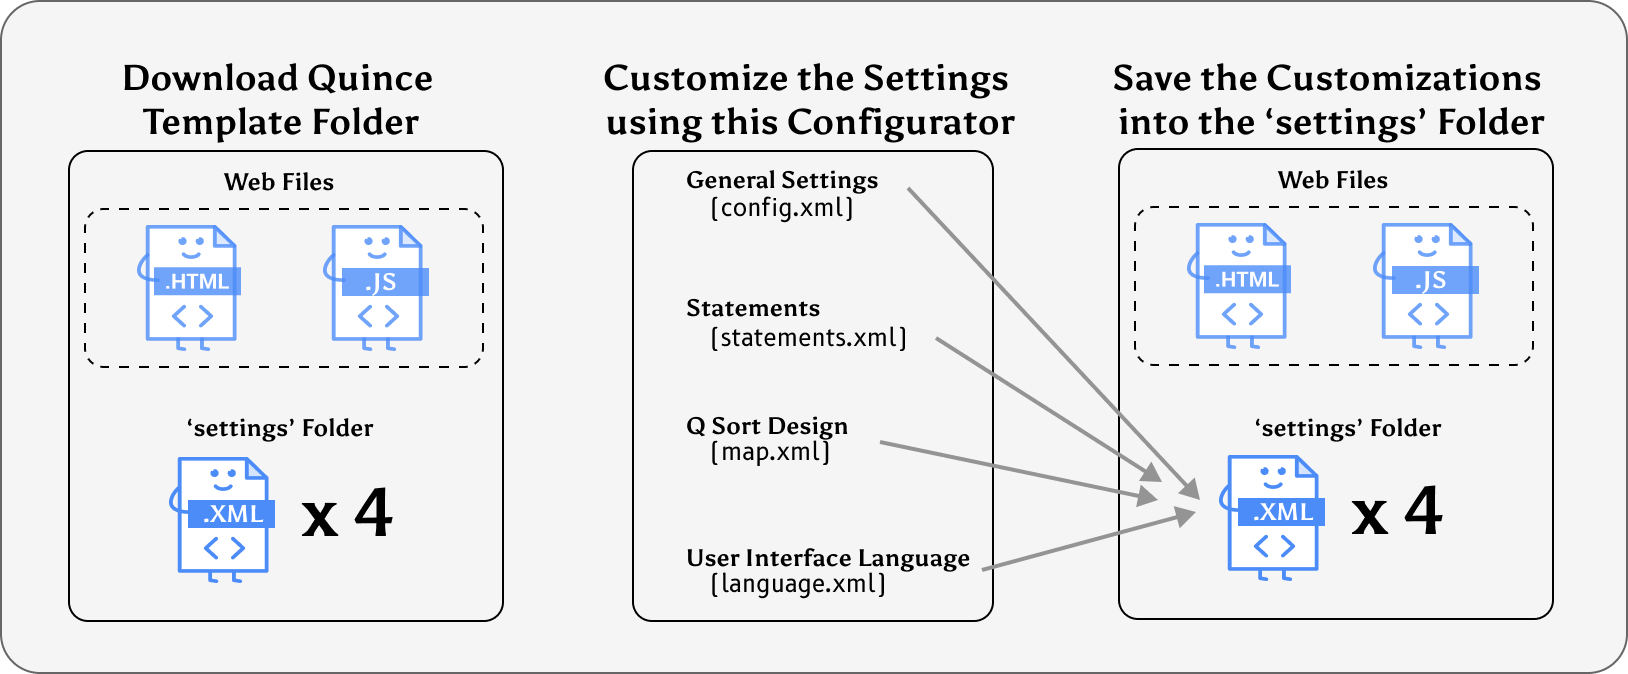 Download Quince
Template Folder
Web Files
.HTML
.JS
‘settings’ Folder
.XML
x 4
Customize the Settings
using this Configurator
General Settings
(config.xml)
Statements
(statements.xml)
Q Sort Design
(map.xml)
User Interface Language
(language.xml)
Save the Customizations
into the ‘settings’ Folder
Web Files
.HTML
.JS
‘settings’ Folder
.XML
x 4